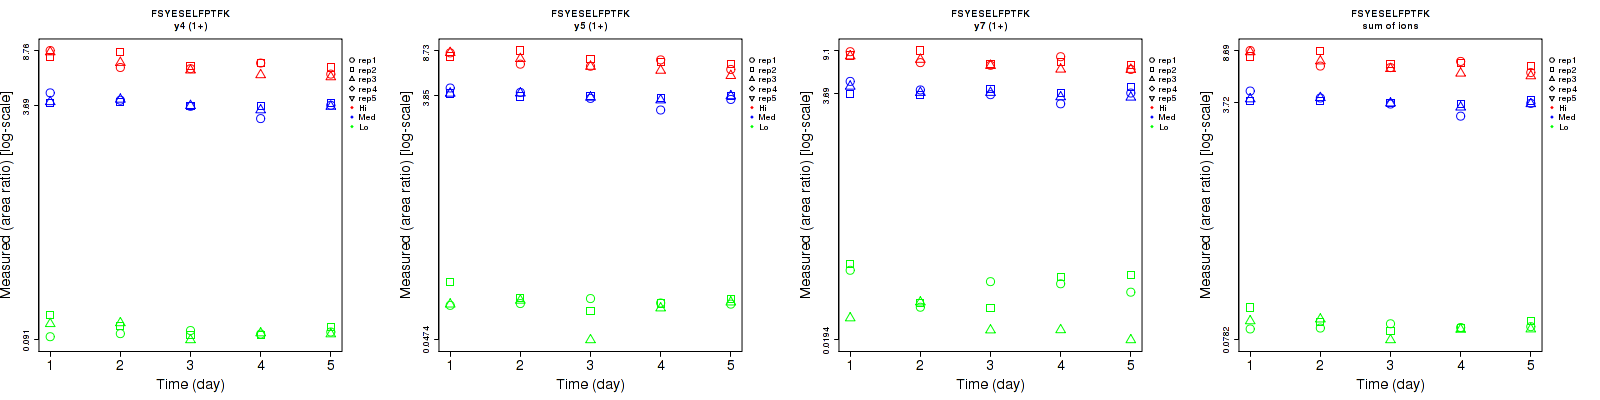 FSYESELFPTFK
y4 (1+)
Measured (area ratio) [log-scale]
8.76
3.69
0.091
1 2 3 4 5
Time (day)
rep1
rep2
rep3
rep4
rep5
Hi
Med
Lo
FSYESELFPTFK
y5 (1+)
Measured (area ratio) [log-scale]
8.73
3.85
0.0474
1 2 3 4 5
Time (day)
rep1
rep2
rep3
rep4
rep5
Hi
Med
Lo
FSYESELFPTFK
y7 (1+)
Measured (area ratio) [log-scale]
9.1
3.69
0.0194
1 2 3 4 5
Time (day)
rep1
rep2
rep3
rep4
rep5
Hi
Med
Lo
FSYESELFPTFK
sum of ions
Measured (area ratio) [log-scale]
8.69
3.72
0.0782
1 2 3 4 5
Time (day)
rep1
rep2
rep3
rep4
rep5
Hi
Med
Lo